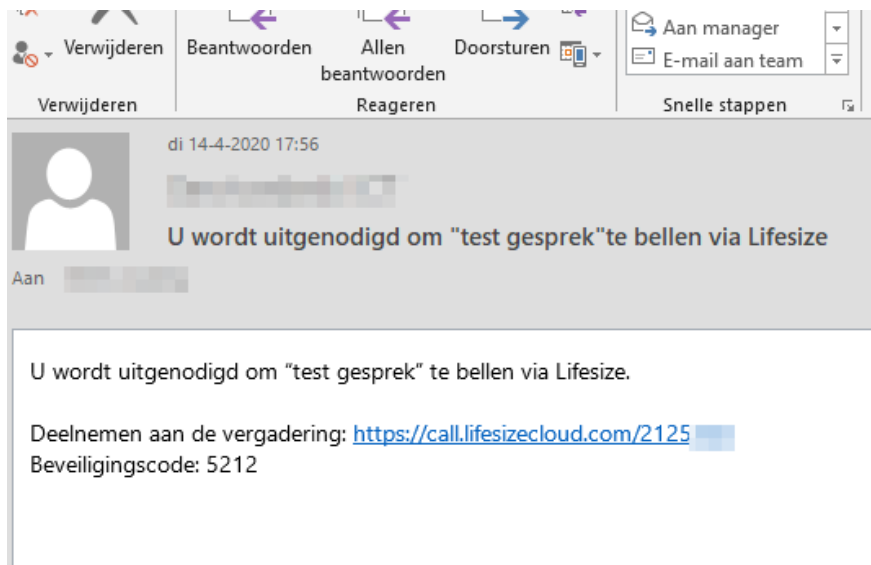 Verwijderen
Beantwoorden
Allen beantwoorden
Doorsturen
Aan manager
E-mail aan team
Verwijderen
Reageren
Snelle stappen
di 14-4-2020 17:56
U wordt uitgenodigd om "test gesprek"te bellen via Lifesize
Aan
U wordt uitgenodigd om “test gesprek” te bellen via Lifesize.
Deelnemen aan de vergadering: https://call.lifesizecloud.com/2125
Beveiligingscode: 5212